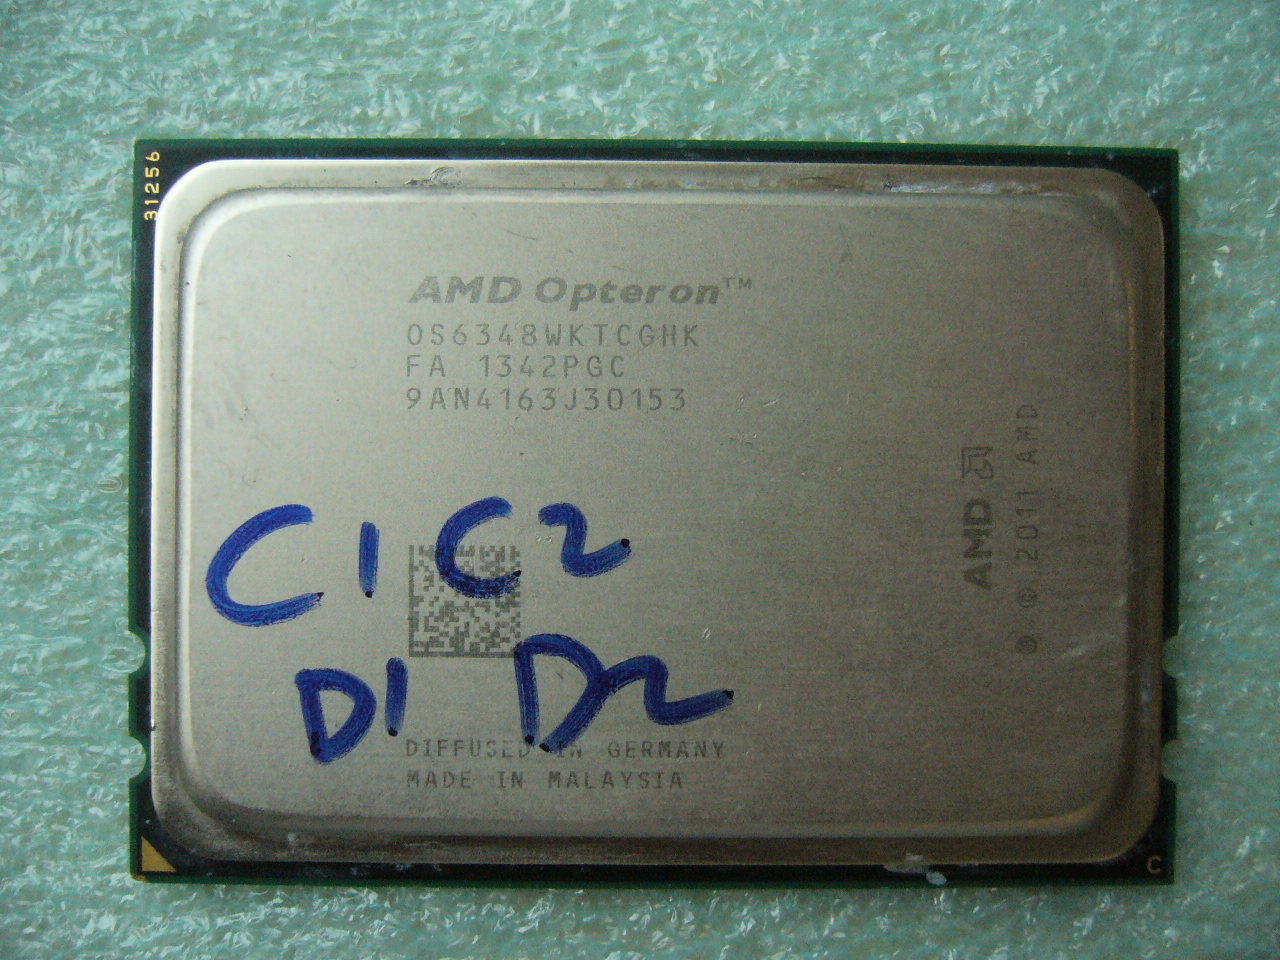 31256
AMD Opteron™
OS6348WKTCGHK
FA 1342PGC
9AN4163J30153
C1 C2
D1 D2
DIFFUSED IN GERMANY
MADE IN MALAYSIA
AMD
© 2011 AMD
C